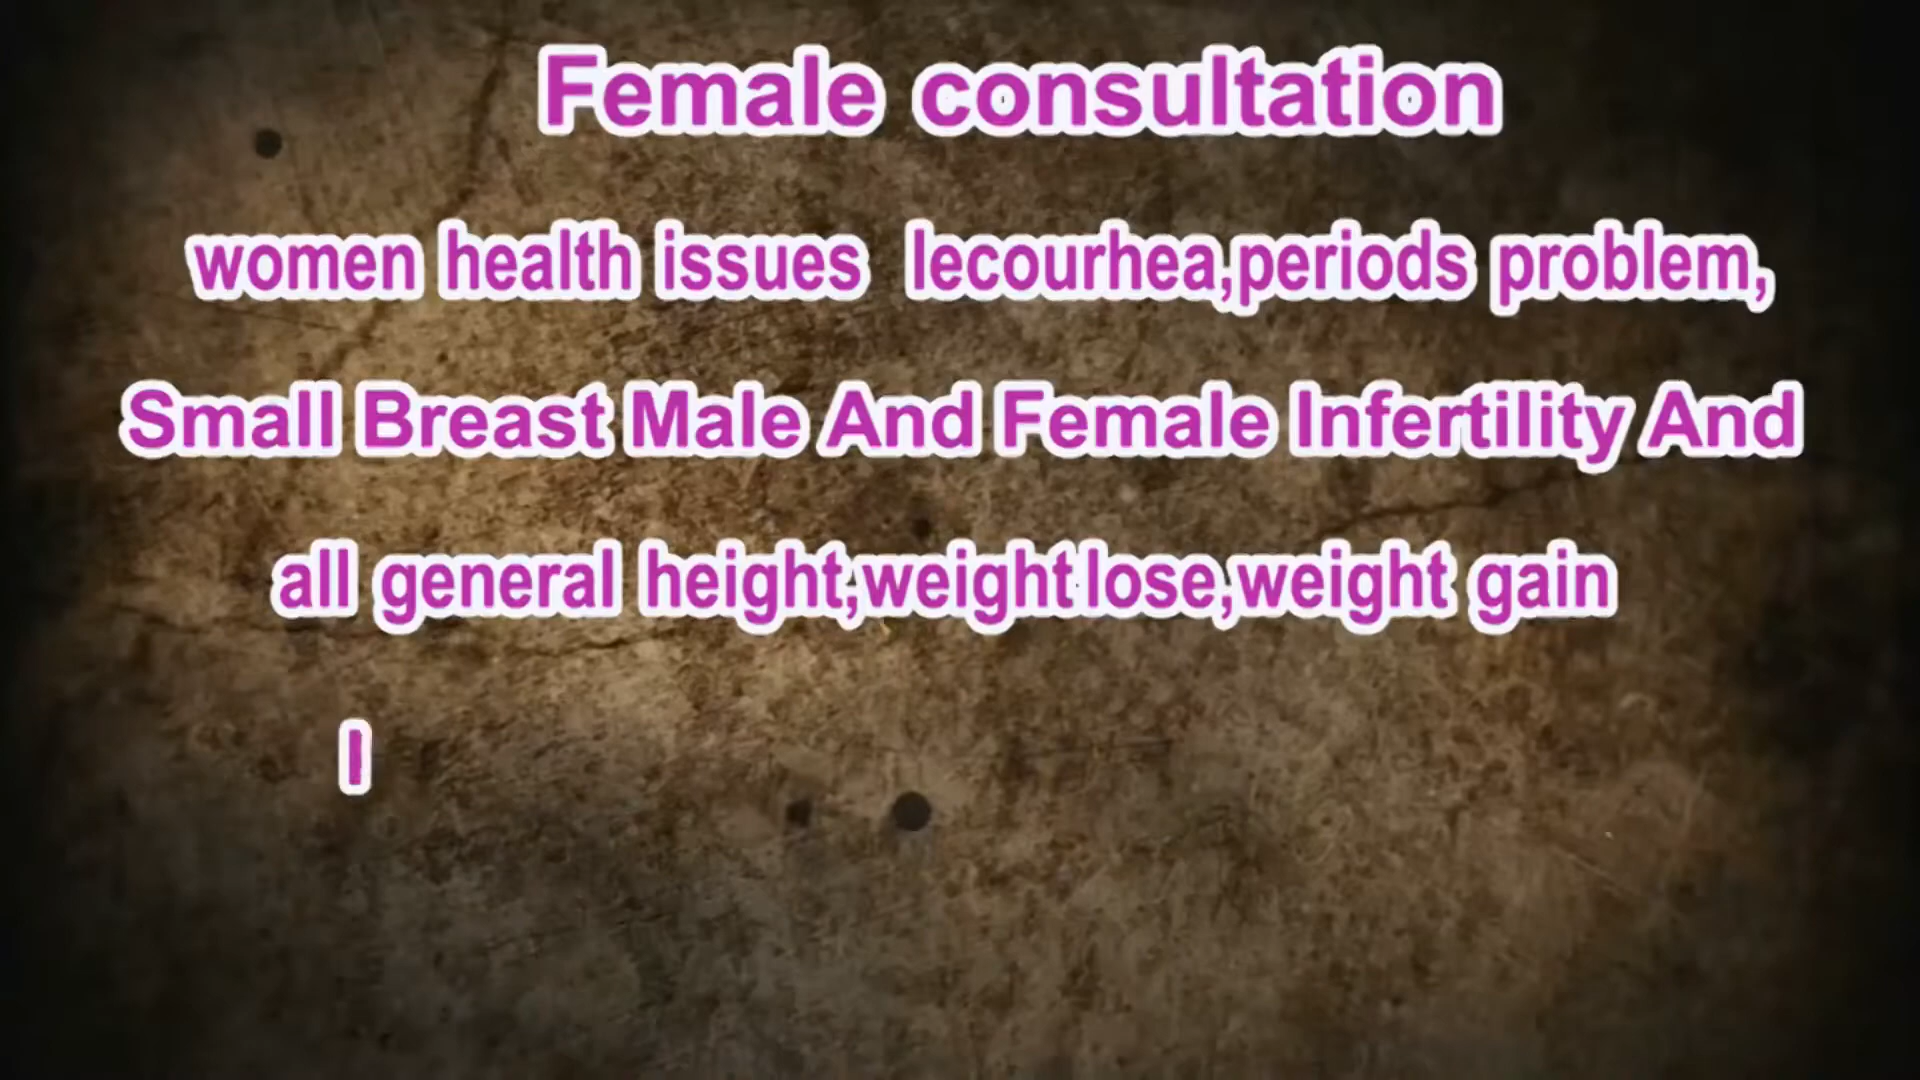 Female consultation
women health issues lecourhea,periods problem,
Small Breast Male And Female Infertility And
all general height,weight lose,weight gain
I